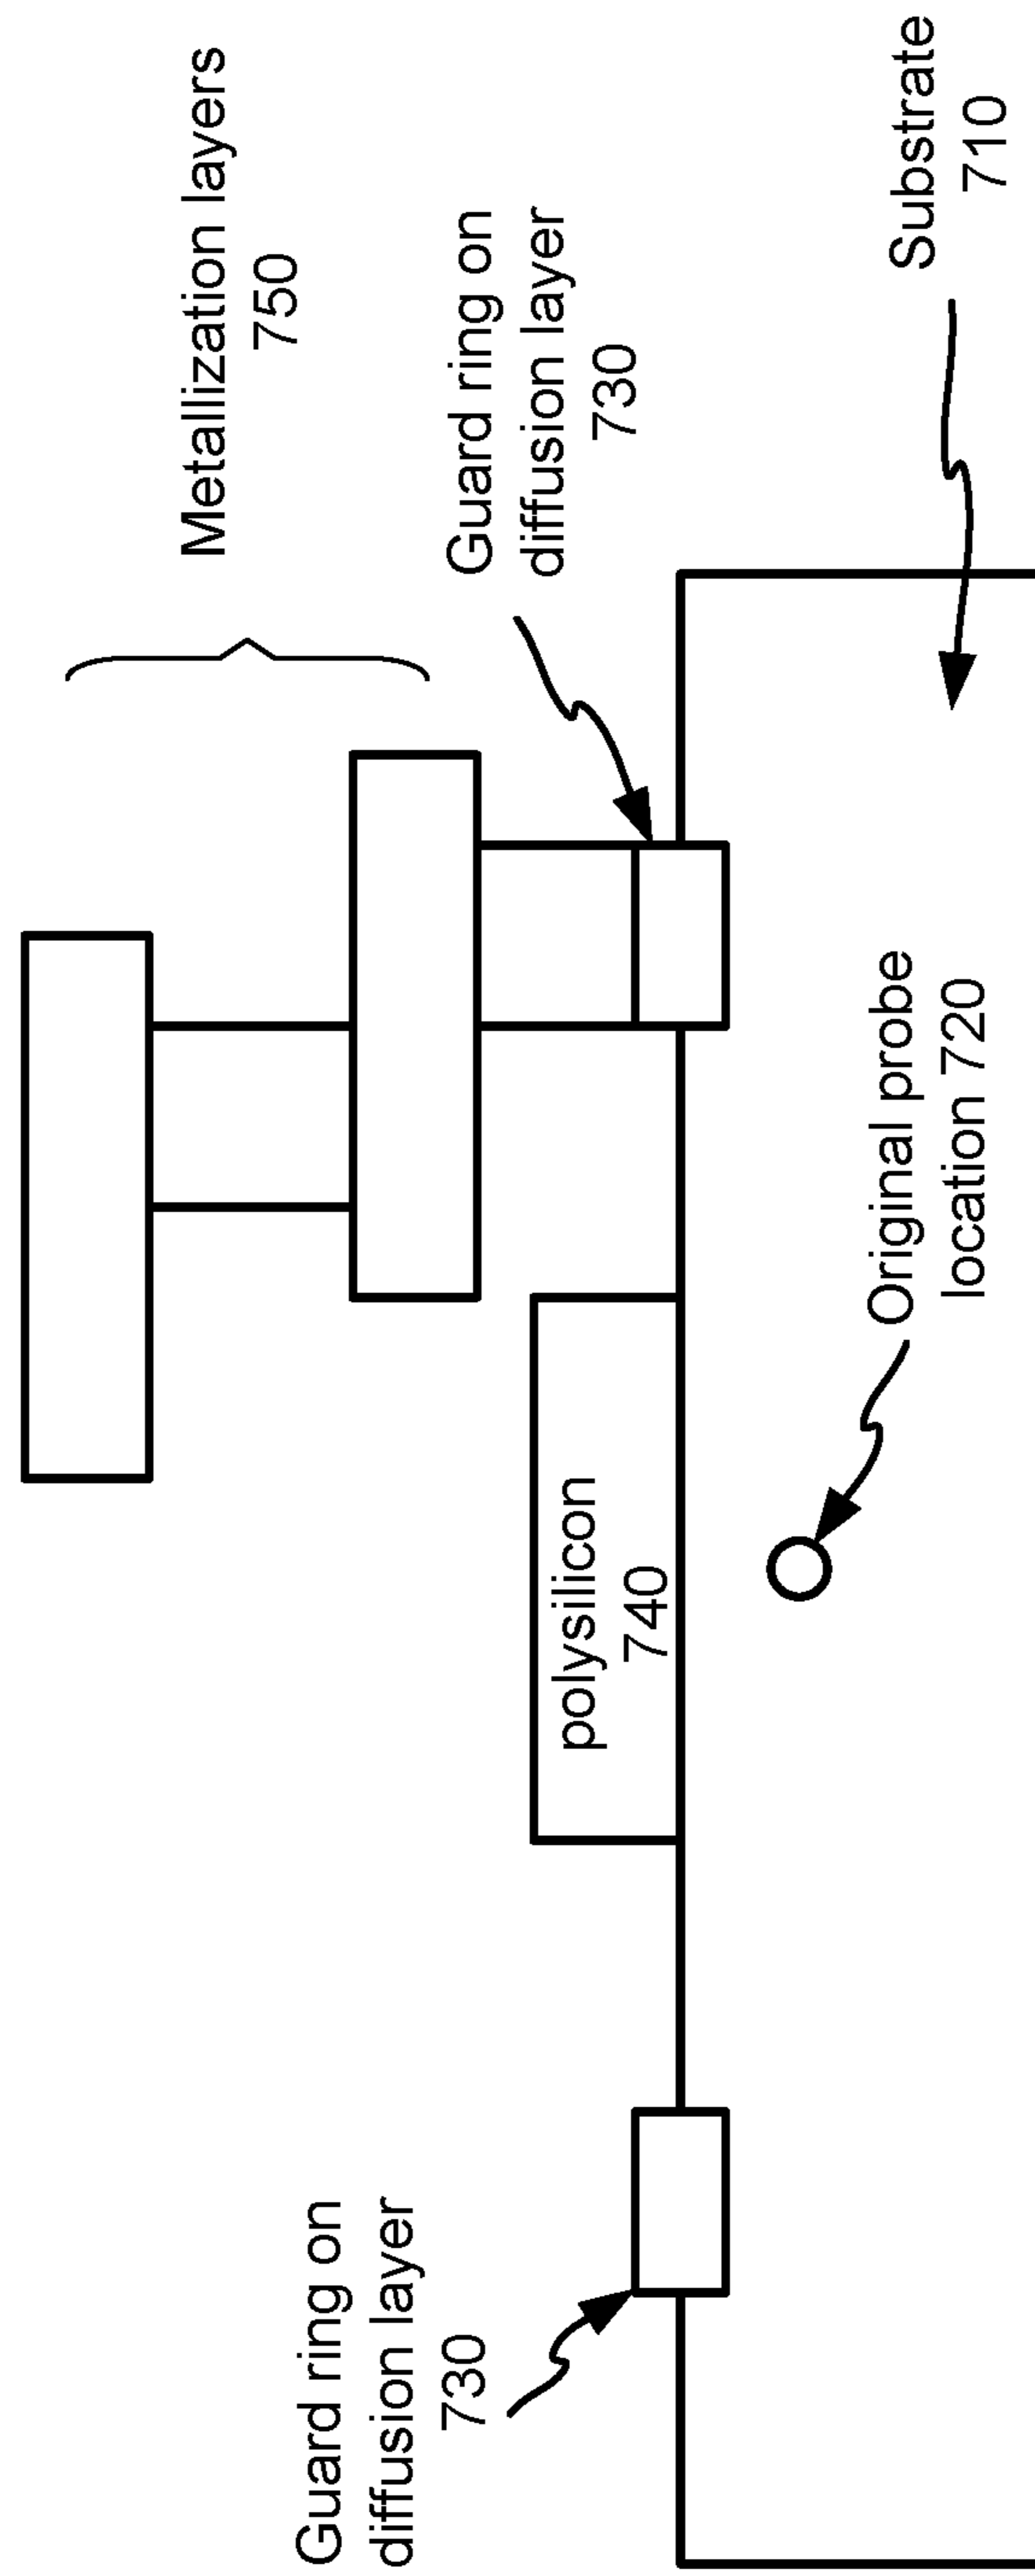 Metallization layers
750
Guard ring on
diffusion layer
730
Guard ring on
diffusion layer
730
polysilicon
740
Original probe
location 720
Substrate
710